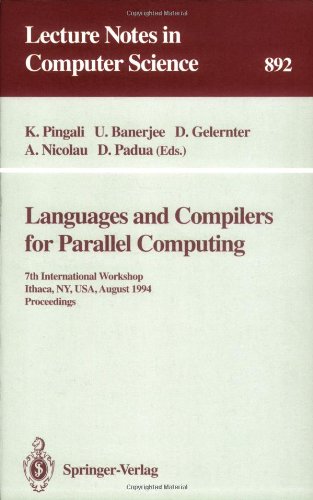 Lecture Notes in
Computer Science 892
K. Pingali U. Banerjee D. Gelernter
A. Nicolau D. Padua (Eds.)
Languages and Compilers
for Parallel Computing
7th International Workshop
Ithaca, NY, USA, August 1994
Proceedings
Springer-Verlag